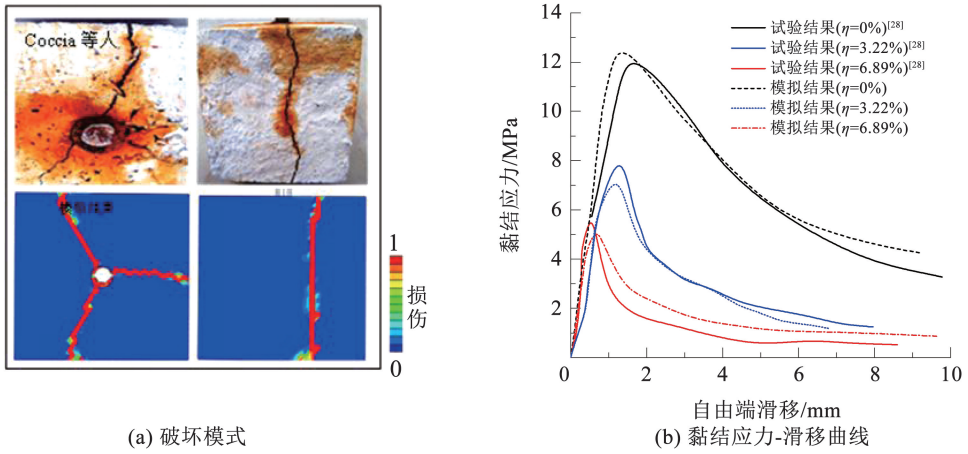 Coccia 等人
1
损
伤
0
(a) 破坏模式
14
12
10
8
6
4
2
0
2
4
6
8
10
黏结应力/MPa
试验结果(η=0%)[28]
试验结果(η=3.22%)[28]
试验结果(η=6.89%)[28]
模拟结果(η=0%)
模拟结果(η=3.22%)
模拟结果(η=6.89%)
自由端滑移/mm
(b) 黏结应力-滑移曲线